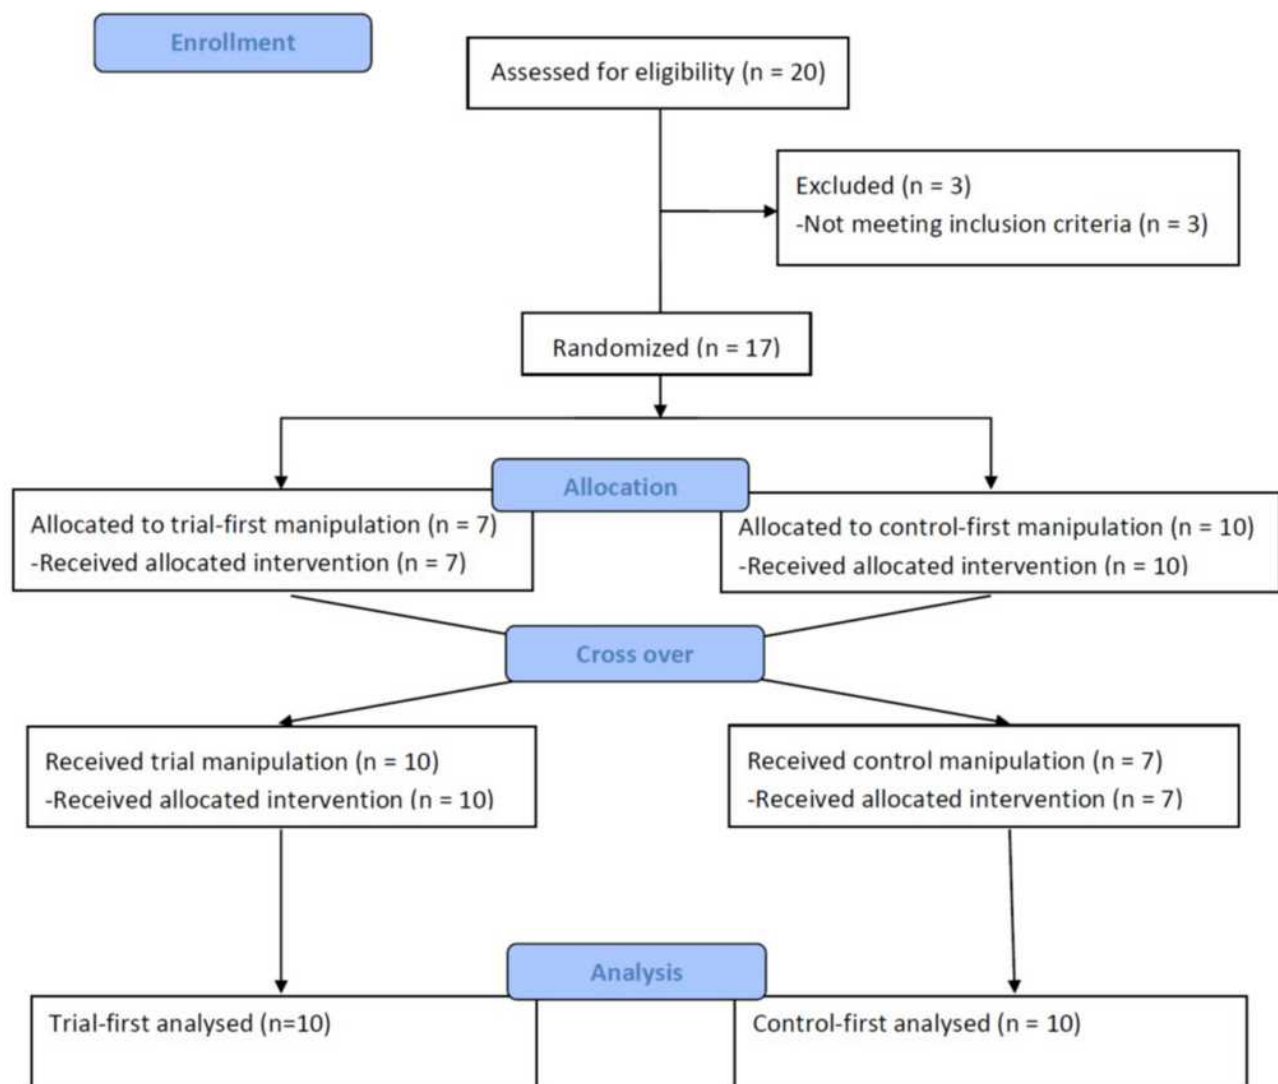 Enrollment
Assessed for eligibility (n = 20)
Excluded (n = 3)
-Not meeting inclusion criteria (n = 3)
Randomized (n = 17)
Allocation
Allocated to trial-first manipulation (n = 7)
-Received allocated intervention (n = 7)
Allocated to control-first manipulation (n = 10)
-Received allocated intervention (n = 10)
Cross over
Received trial manipulation (n = 10)
-Received allocated intervention (n = 10)
Received control manipulation (n = 7)
-Received allocated intervention (n = 7)
Analysis
Trial-first analysed (n=10)
Control-first analysed (n = 10)